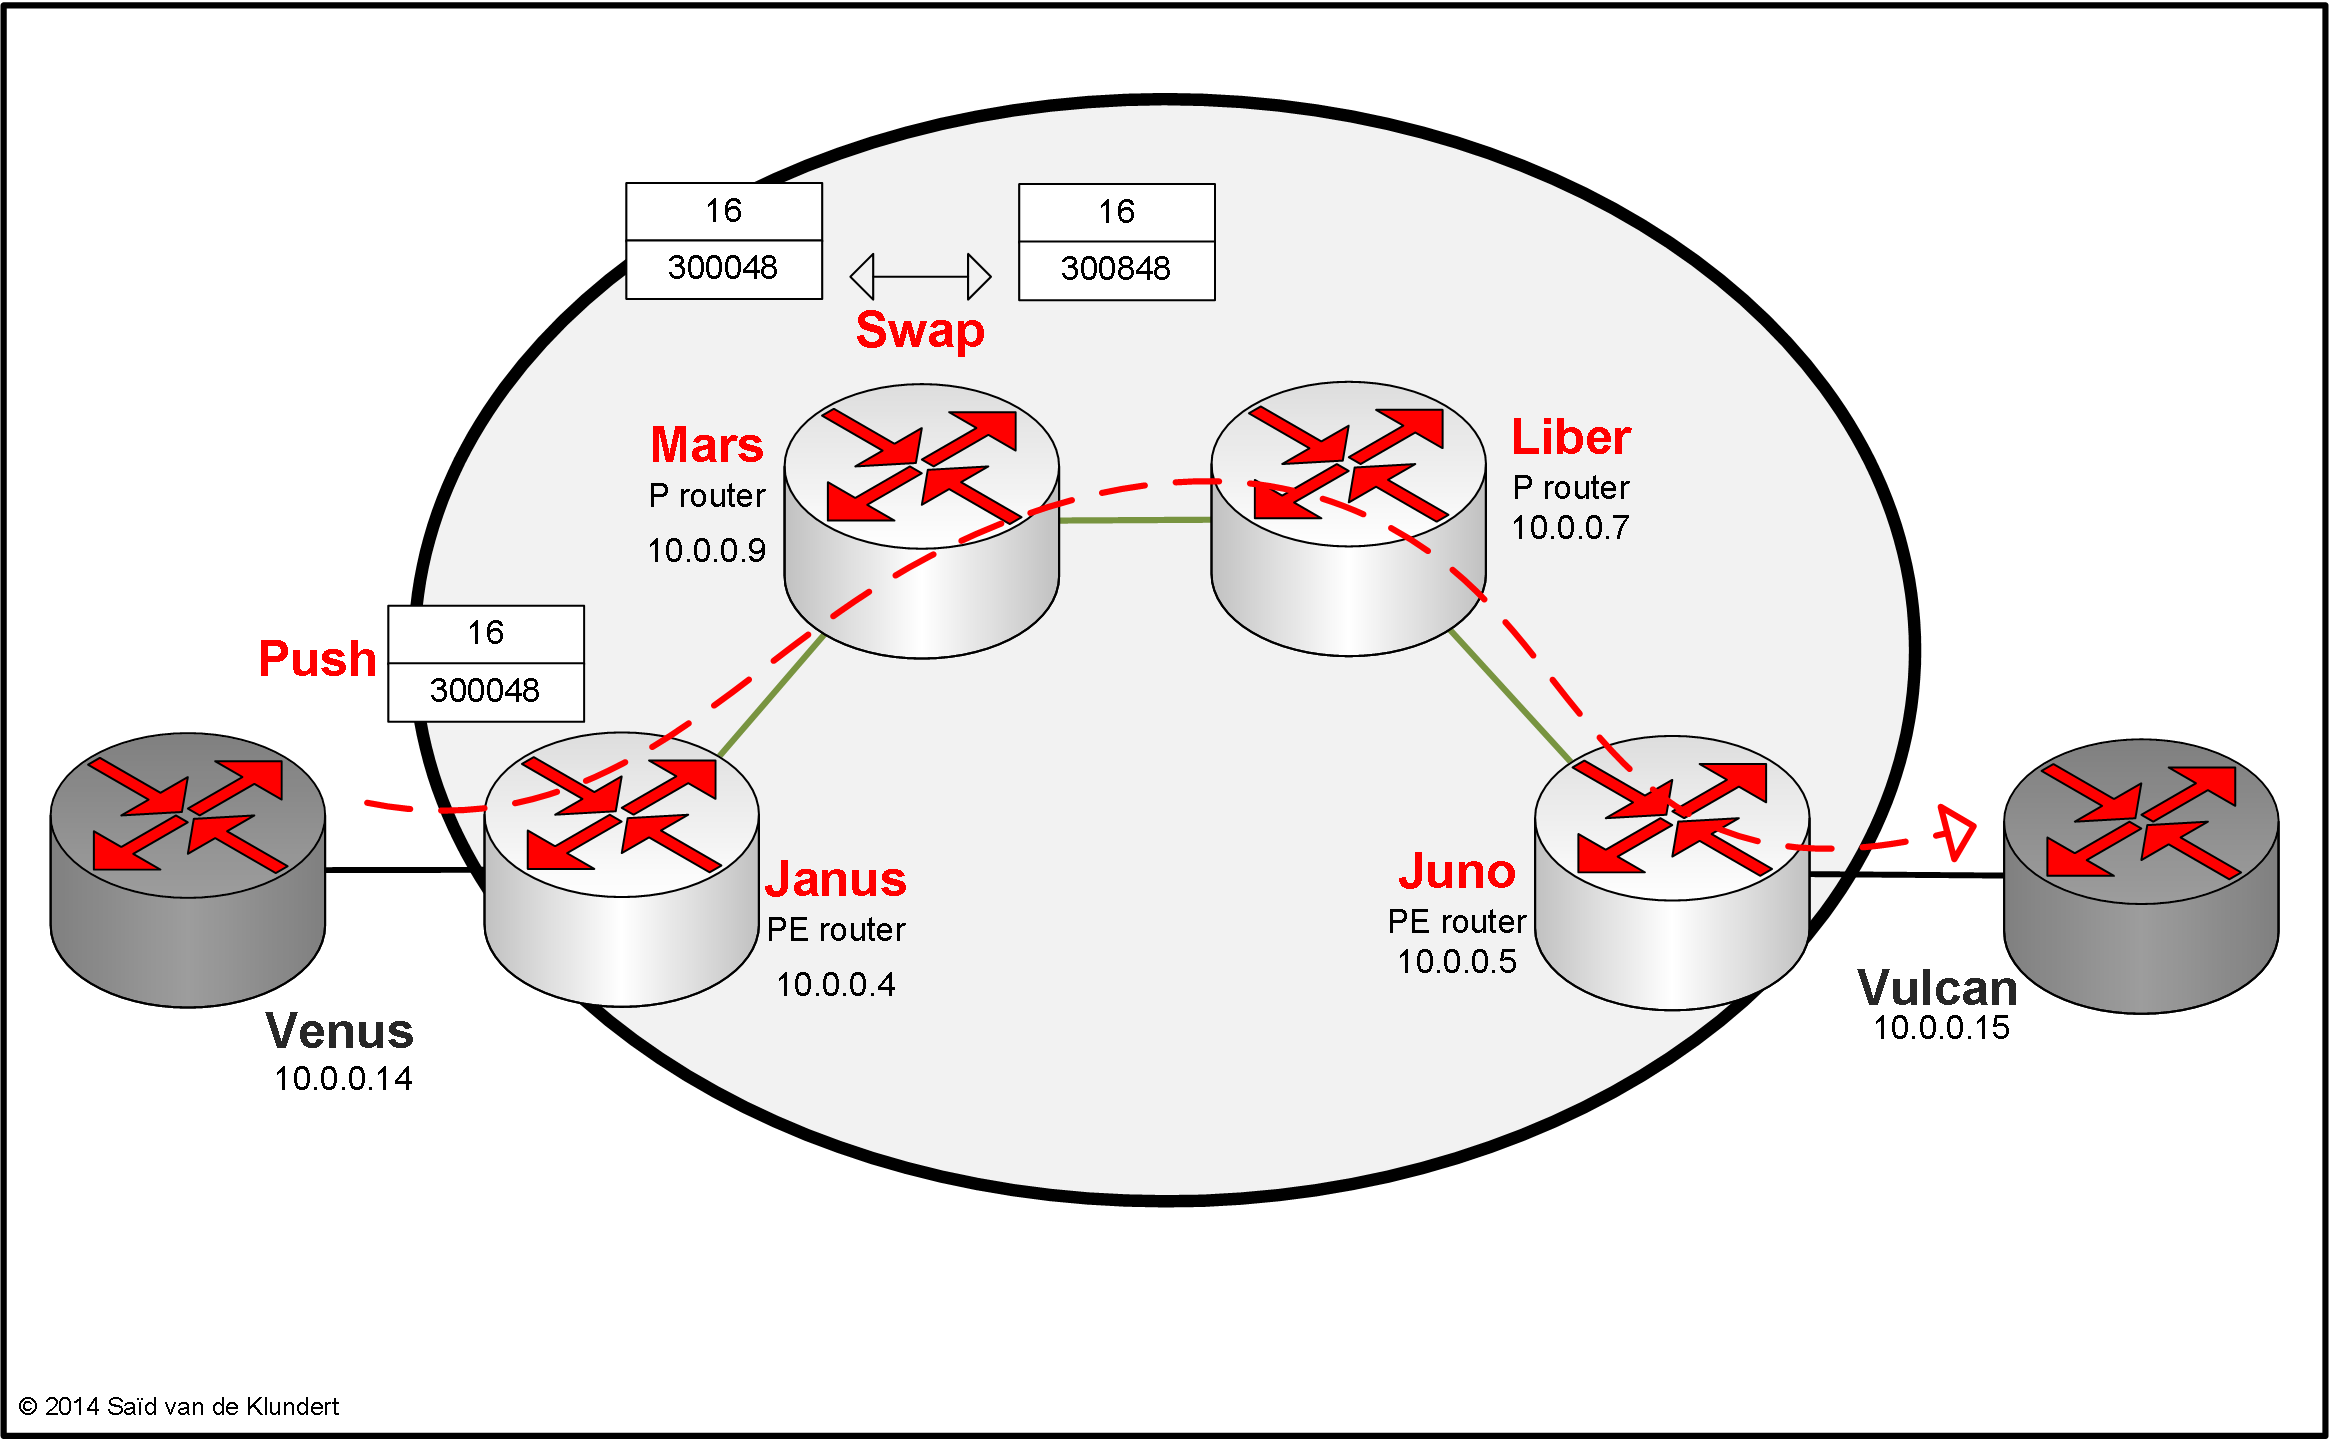 16
300048
16
300848
Swap
Mars
P router
10.0.0.9
Liber
P router
10.0.0.7
Push
16
300048
Janus
PE router
10.0.0.4
Juno
PE router
10.0.0.5
Venus
10.0.0.14
Vulcan
10.0.0.15
© 2014 Saïd van de Klundert